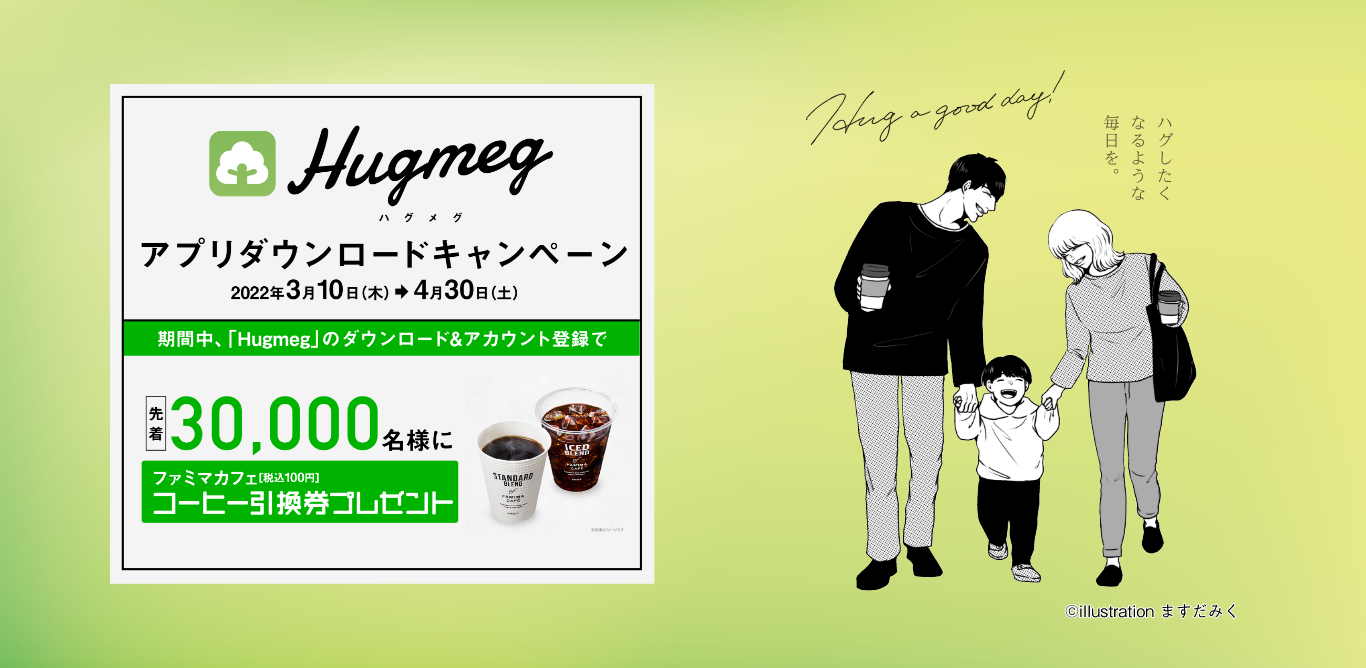 Hugmeg
ハグメグ
アプリダウンロードキャンペーン
2022年3月10日(木)➡4月30日(土)
期間中、「Hugmeg」のダウンロード&アカウント登録で
先着
30,000名様に
ファミマカフェ[税込100円]
コーヒー引換券プレゼント
STANDARD
BLEND
of
FAMIMA
CAFÉ
ICED
BLEND
of
FAMIMA
CAFÉ
Hug a good day!
ハグしたく
なるような
毎日を。
©illustration ますだみく